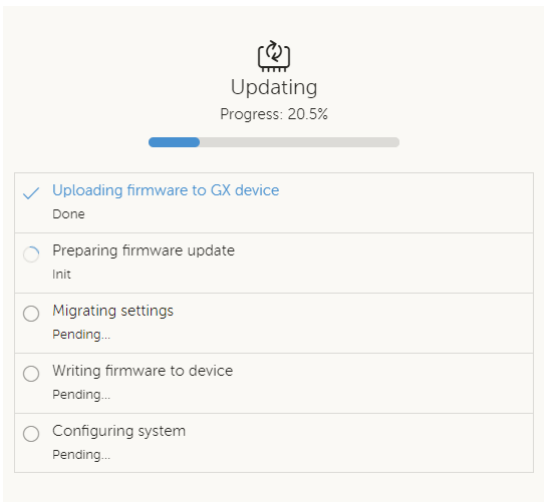 Updating
Progress: 20.5%
Uploading firmware to GX device
Done
Preparing firmware update
Init
Migrating settings
Pending...
Writing firmware to device
Pending...
Configuring system
Pending...